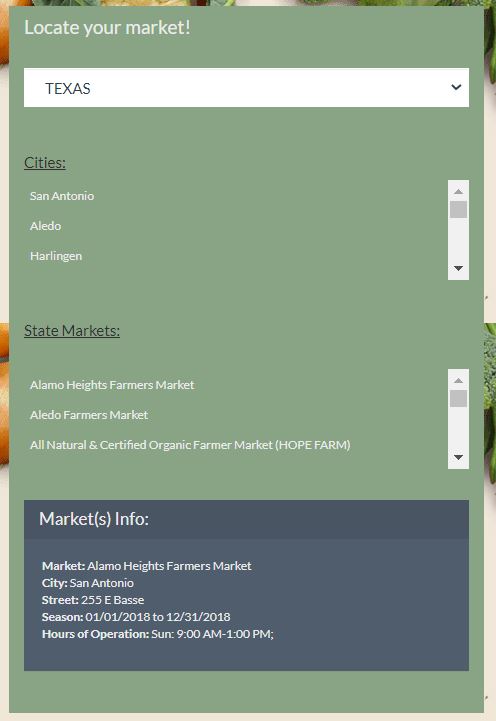 Locate your market!
TEXAS
Cities:
San Antonio
Aledo
Harlingen
State Markets:
Alamo Heights Farmers Market
Aledo Farmers Market
All Natural & Certified Organic Farmer Market (HOPE FARM)
Market(s) Info:
Market: Alamo Heights Farmers Market
City: San Antonio
Street: 255 E Basse
Season: 01/01/2018 to 12/31/2018
Hours of Operation: Sun: 9:00 AM-1:00 PM;